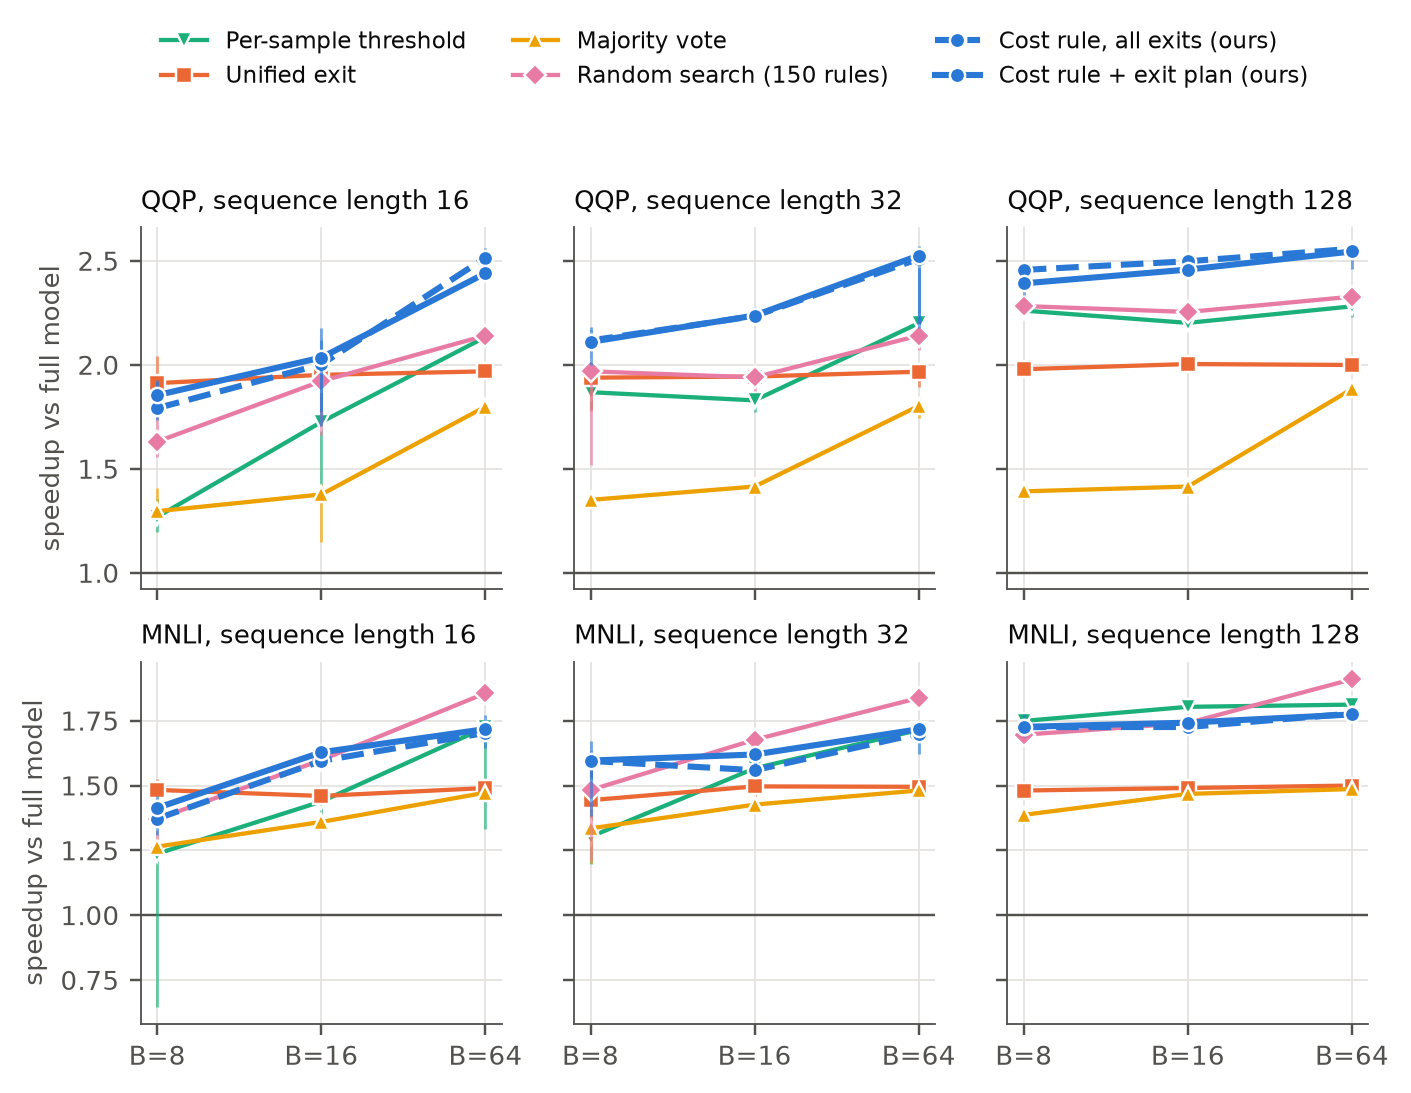 Per-sample threshold
Unified exit
Majority vote
Random search (150 rules)
Cost rule, all exits (ours)
Cost rule + exit plan (ours)
QQP, sequence length 16
QQP, sequence length 32
QQP, sequence length 128
speedup vs full model
2.5
2.0
1.5
1.0
MNLI, sequence length 16
MNLI, sequence length 32
MNLI, sequence length 128
speedup vs full model
1.75
1.50
1.25
1.00
0.75
B=8
B=16
B=64
B=8
B=16
B=64
B=8
B=16
B=64